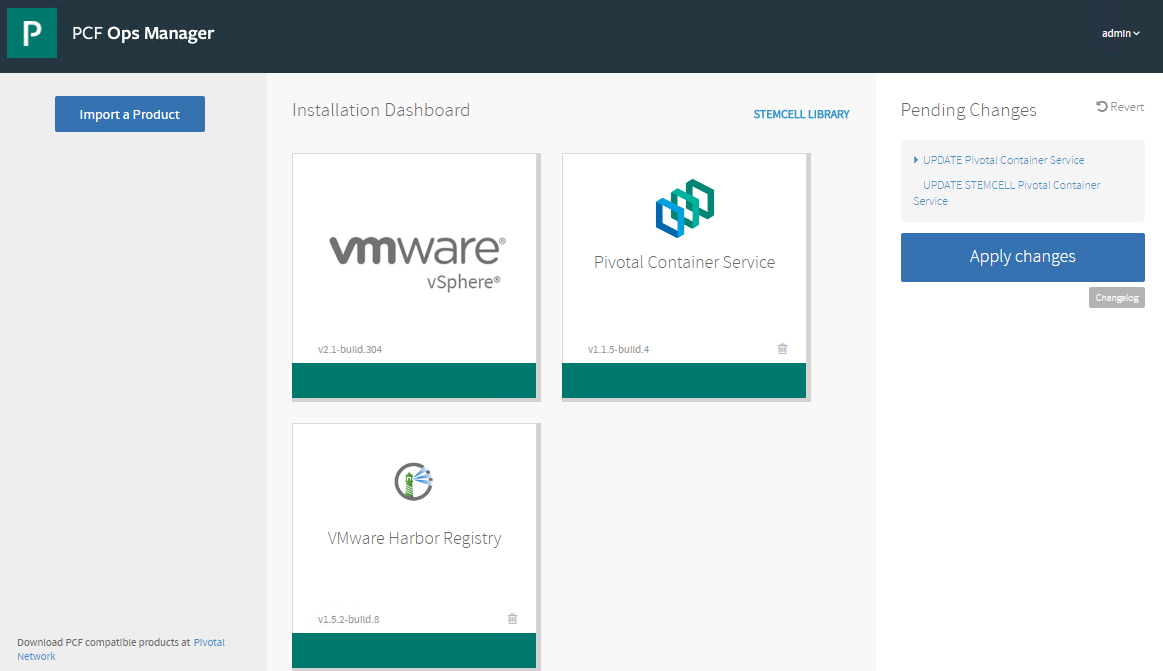 P
PCF Ops Manager
admin
Import a Product
Installation Dashboard
STEMCELL LIBRARY
vmware®
vSphere®
v2.1-build.304
Pivotal Container Service
v1.1.5-build.4
VMware Harbor Registry
v1.5.2-build.8
Pending Changes
Revert
UPDATE Pivotal Container Service
UPDATE STEMCELL Pivotal Container
Service
Apply changes
Changelog
Download PCF compatible products at Pivotal
Network